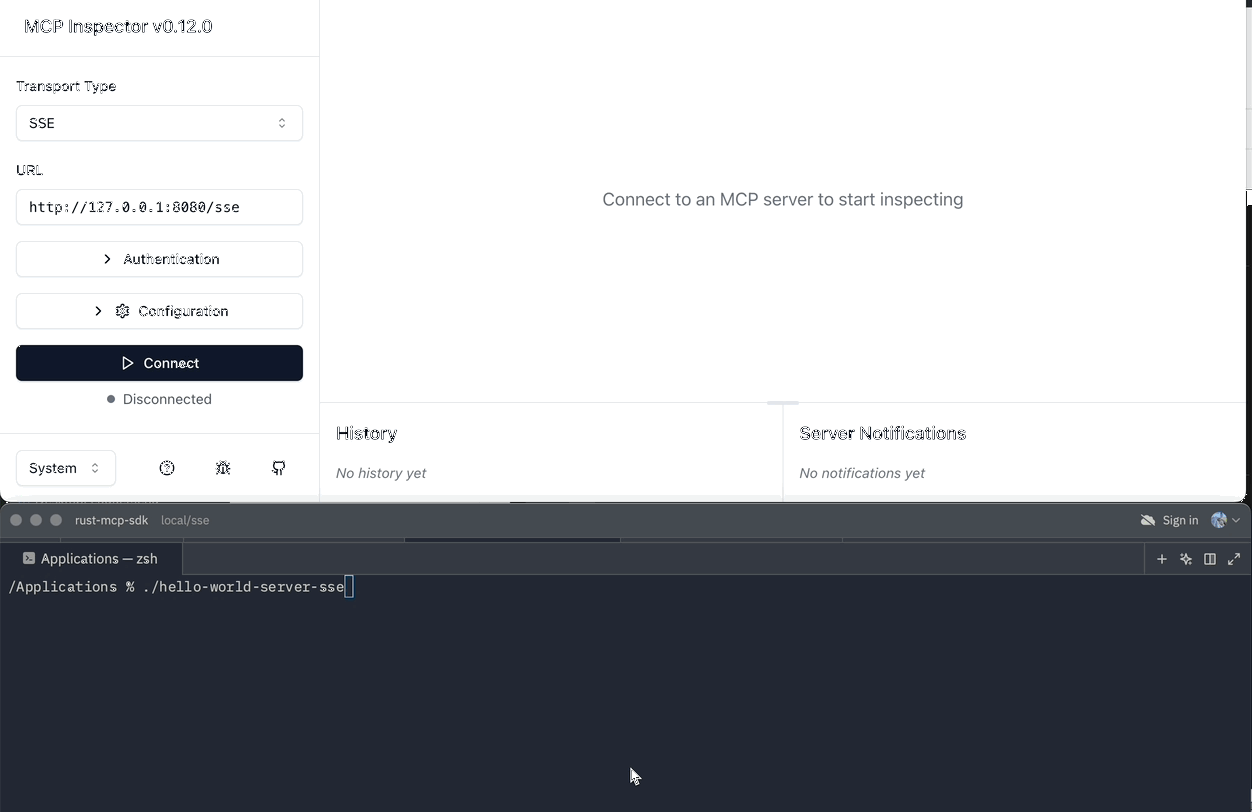 MCP Inspector v0.12.0
Transport Type
SSE
URL
http://127.0.0.1:8080/sse
Authentication
Configuration
Connect
Disconnected
System
Connect to an MCP server to start inspecting
History
No history yet
Server Notifications
No notifications yet
rust-mcp-sdk local/sse
Sign in
Applications — zsh
/Applications % ./hello-world-server-sse